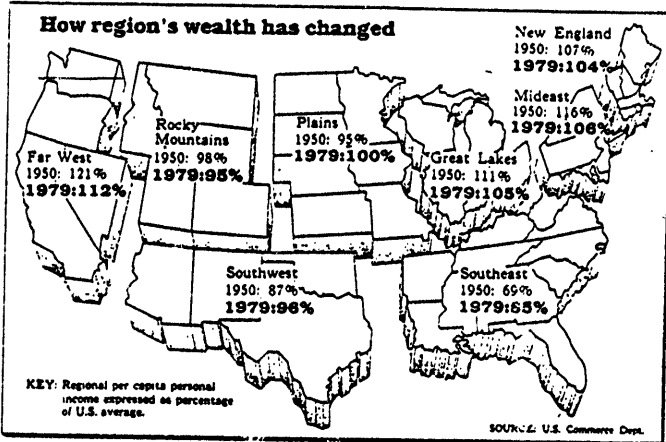 How region's wealth has changed
New England
1950: 107%
1979:104%
Mideast
1950: 116%
1979:106%
Rocky
Mountains
1950: 98%
1979:95%
Plains
1950: 95%
1979:100%
Far West
1950: 121%
1979:112%
Great Lakes
1950: 111%
1979:105%
Southwest
1950: 87%
1979:96%
Southeast
1950: 69%
1979:85%
KEY: Regional per capita personal
income expressed as percentage
of U.S. average.
SOURCE: U.S. Commerce Dept.